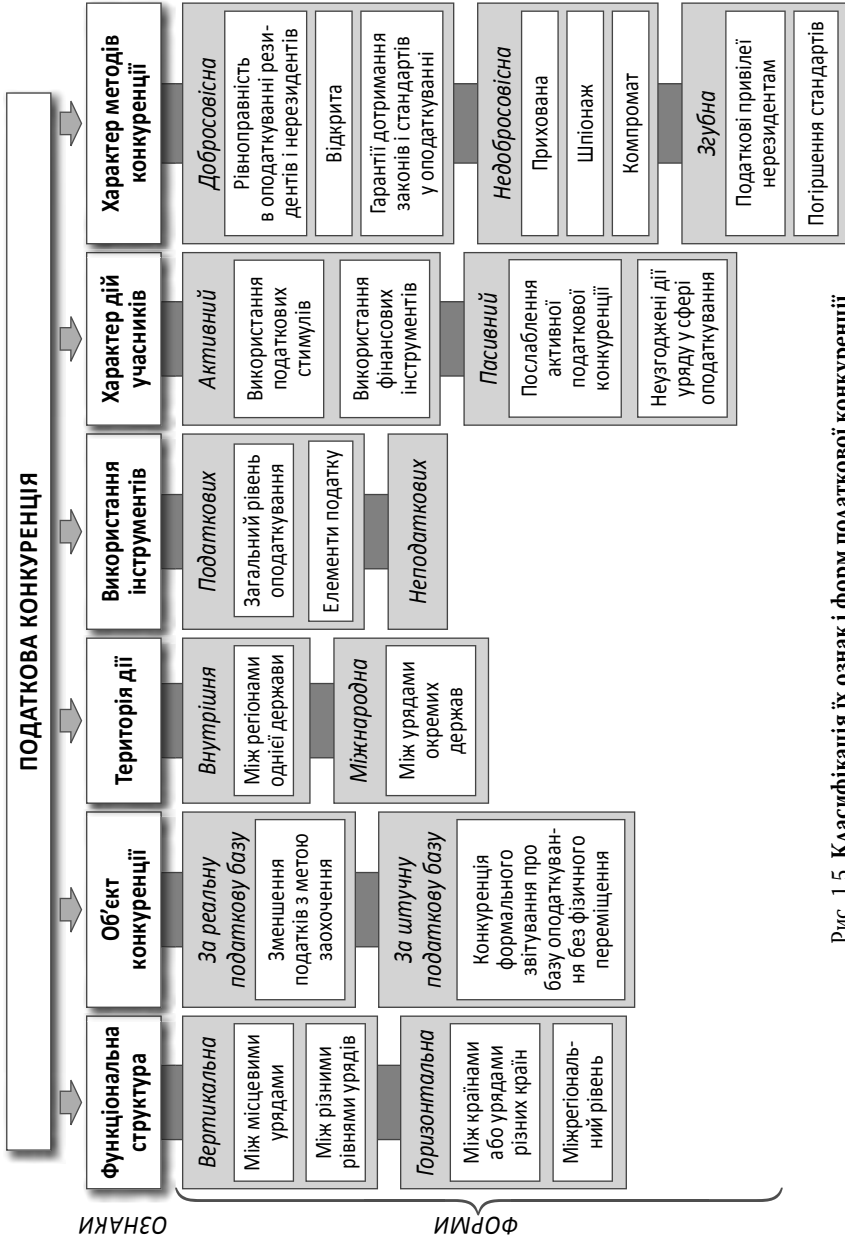 ПОДАТКОВА КОНКУРЕНЦІЯ
ОЗНАКИ
Функціональна
структура
Об’єкт
конкуренції
Територія дії
Використання
інструментів
Характер дій
учасників
Характер методів
конкуренції
ФОРМИ
Вертикальна
Між місцевими
урядами
Між різними
рівнями урядів
Горизонтальна
Між країнами
або урядами
різних країн
Міжрегіональ-
ний рівень
За реальну
податкову базу
Зменшення
податків з метою
заохочення
За штучну
податкову базу
Конкуренція
формального
звітування про
базу оподаткуван-
ня без фізичного
переміщення
Внутрішня
Між регіонами
однієї держави
Міжнародна
Між урядами
окремих
держав
Податкових
Загальний рівень
оподаткування
Елементи податку
Неподаткових
Активний
Використання
податкових
стимулів
Використання
фінансових
інструментів
Пасивний
Послаблення
активної
податкової
конкуренції
Неузгоджені дії
уряду у сфері
оподаткування
Добросовісна
Рівноправність
в оподаткуванні рези-
дентів і нерезидентів
Відкрита
Гарантії дотримання
законів і стандартів
у оподаткуванні
Недобросовісна
Прихована
Шпіонаж
Компромат
Згубна
Податкові привілеї
нерезидентам
Погіршення стандартів
Рис. 1.5. Класифікація їх ознак і форм податкової конкуренції